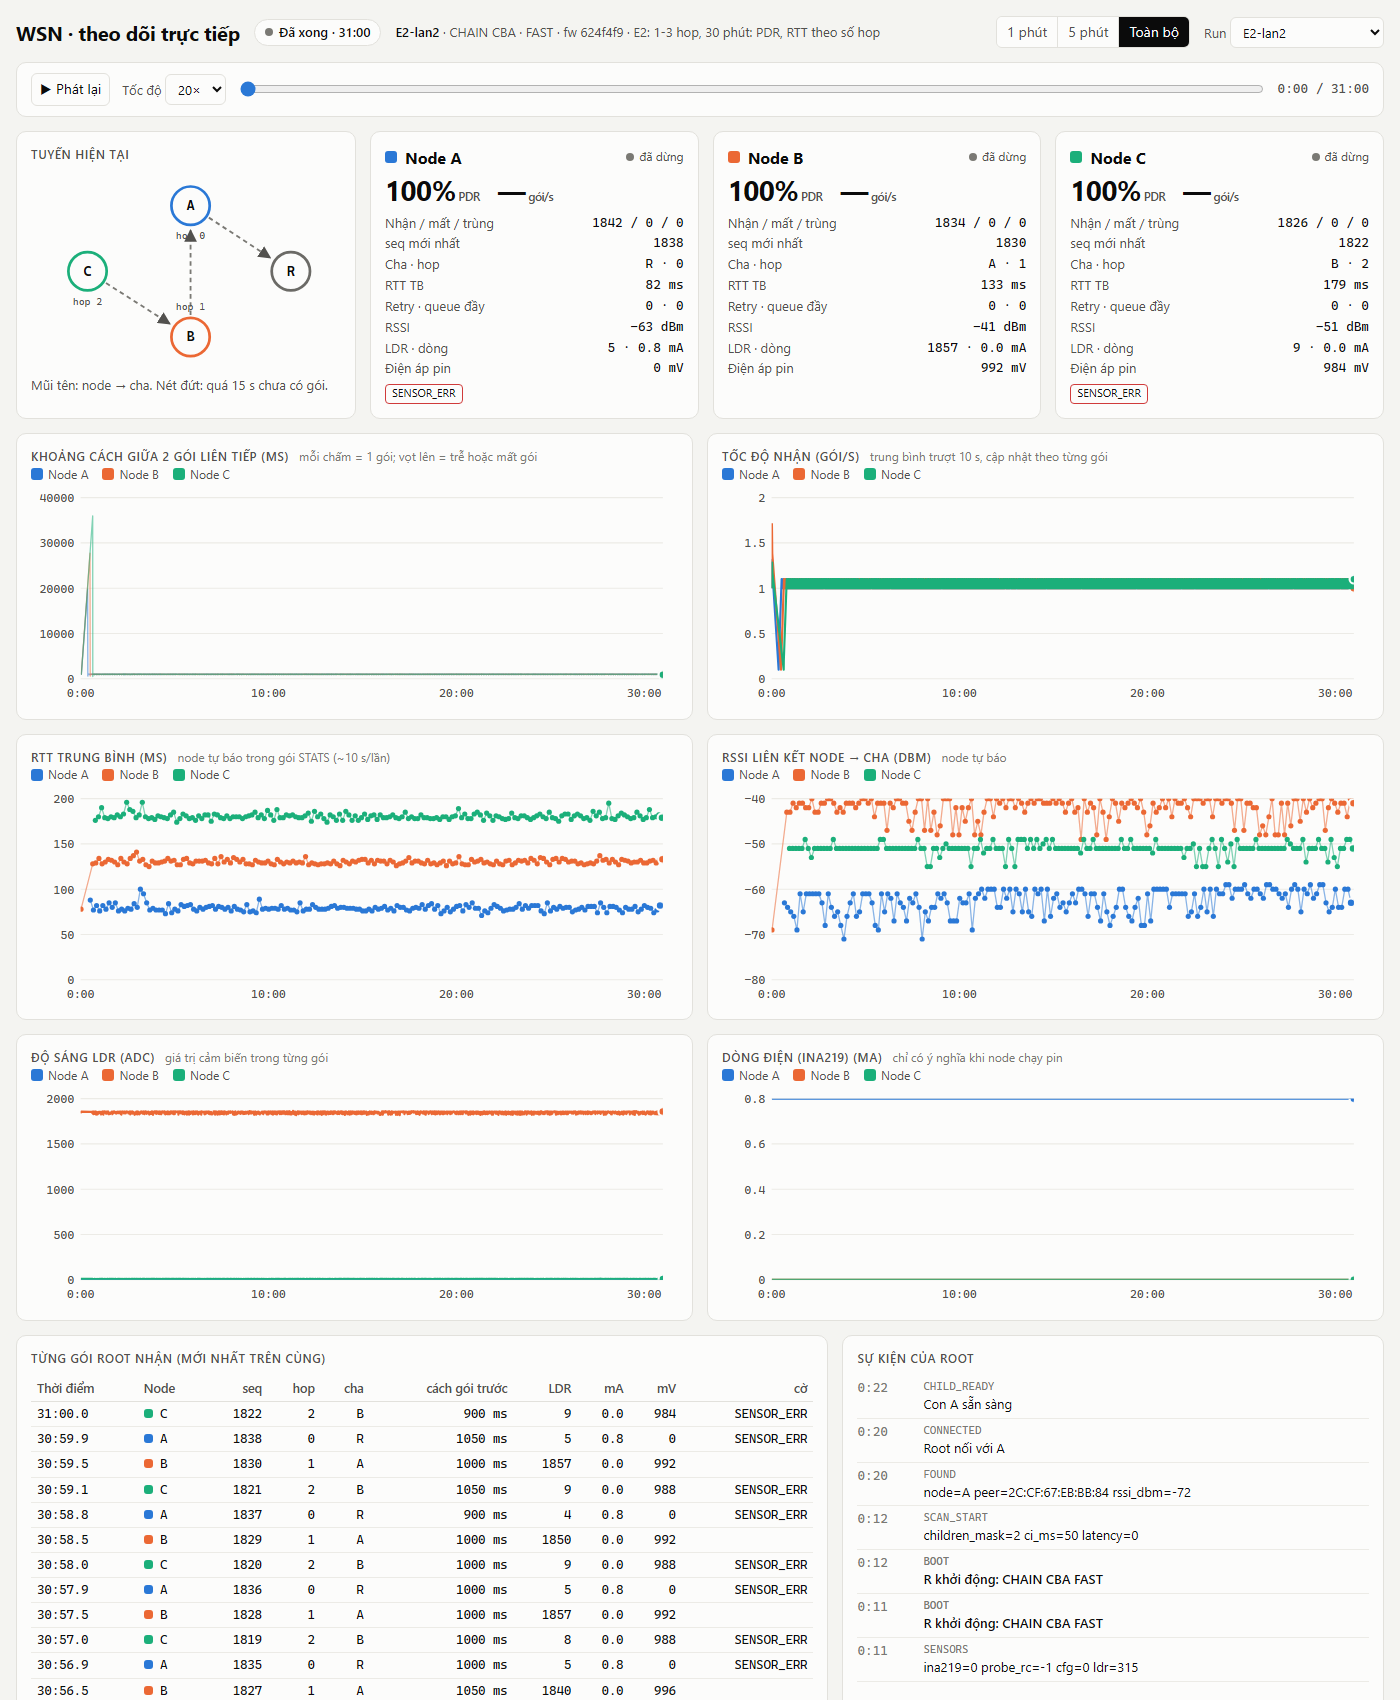 WSN · theo dõi trực tiếp
Đã xong · 31:00
E2-lan2 · CHAIN CBA · FAST · fw 624f4f9 · E2: 1-3 hop, 30 phút: PDR, RTT theo số hop
1 phút 5 phút Toàn bộ
Run E2-lan2
▶ Phát lại
Tốc độ 20×
0:00 / 31:00
TUYẾN HIỆN TẠI
A
hop 0
C
R
hop 2
hop 1
B
Mũi tên: node → cha. Nét đứt: quá 15 s chưa có gói.
Node A đã dừng
100% PDR — gói/s
Nhận / mất / trùng 1842 / 0 / 0
seq mới nhất 1838
Cha · hop R · 0
RTT TB 82 ms
Retry · queue đầy 0 · 0
RSSI −63 dBm
LDR · dòng 5 · 0.8 mA
Điện áp pin 0 mV
SENSOR_ERR
Node B đã dừng
100% PDR — gói/s
Nhận / mất / trùng 1834 / 0 / 0
seq mới nhất 1830
Cha · hop A · 1
RTT TB 133 ms
Retry · queue đầy 0 · 0
RSSI −41 dBm
LDR · dòng 1857 · 0.0 mA
Điện áp pin 992 mV
Node C đã dừng
100% PDR — gói/s
Nhận / mất / trùng 1826 / 0 / 0
seq mới nhất 1822
Cha · hop B · 2
RTT TB 179 ms
Retry · queue đầy 0 · 0
RSSI −51 dBm
LDR · dòng 9 · 0.0 mA
Điện áp pin 984 mV
SENSOR_ERR
KHOẢNG CÁCH GIỮA 2 GÓI LIÊN TIẾP (MS) mỗi chấm = 1 gói; vọt lên = trễ hoặc mất gói
Node A Node B Node C
40000
30000
20000
10000
0
0:00 10:00 20:00 30:00
TỐC ĐỘ NHẬN (GÓI/S) trung bình trượt 10 s, cập nhật theo từng gói
Node A Node B Node C
2
1.5
1
0.5
0
0:00 10:00 20:00 30:00
RTT TRUNG BÌNH (MS) node tự báo trong gói STATS (~10 s/lần)
Node A Node B Node C
200
150
100
50
0
0:00 10:00 20:00 30:00
RSSI LIÊN KẾT NODE → CHA (DBM) node tự báo
Node A Node B Node C
−40
−50
−60
−70
−80
0:00 10:00 20:00 30:00
ĐỘ SÁNG LDR (ADC) giá trị cảm biến trong từng gói
Node A Node B Node C
2000
1500
1000
500
0
0:00 10:00 20:00 30:00
DÒNG ĐIỆN (INA219) (MA) chỉ có ý nghĩa khi node chạy pin
Node A Node B Node C
0.8
0.6
0.4
0.2
0
0:00 10:00 20:00 30:00
TỪNG GÓI ROOT NHẬN (MỚI NHẤT TRÊN CÙNG)
Thời điểm Node seq hop cha cách gói trước LDR mA mV cờ
31:00.0 C 1822 2 B 900 ms 9 0.0 984 SENSOR_ERR
30:59.9 A 1838 0 R 1050 ms 5 0.8 0 SENSOR_ERR
30:59.5 B 1830 1 A 1000 ms 1857 0.0 992
30:59.1 C 1821 2 B 1050 ms 9 0.0 988 SENSOR_ERR
30:58.8 A 1837 0 R 900 ms 4 0.8 0 SENSOR_ERR
30:58.5 B 1829 1 A 1000 ms 1850 0.0 992
30:58.0 C 1820 2 B 1000 ms 9 0.0 988 SENSOR_ERR
30:57.9 A 1836 0 R 1000 ms 5 0.8 0 SENSOR_ERR
30:57.5 B 1828 1 A 1000 ms 1857 0.0 992
30:57.0 C 1819 2 B 1000 ms 8 0.0 988 SENSOR_ERR
30:56.9 A 1835 0 R 1000 ms 5 0.8 0 SENSOR_ERR
30:56.5 B 1827 1 A 1050 ms 1840 0.0 996
SỰ KIỆN CỦA ROOT
0:22 CHILD_READY
Con A sẵn sàng
0:20 CONNECTED
Root nối với A
0:20 FOUND
node=A peer=2C:CF:67:EB:BB:84 rssi_dbm=-72
0:12 SCAN_START
children_mask=2 ci_ms=50 latency=0
0:12 BOOT
R khởi động: CHAIN CBA FAST
0:11 BOOT
R khởi động: CHAIN CBA FAST
0:11 SENSORS
ina219=0 probe_rc=-1 cfg=0 ldr=315